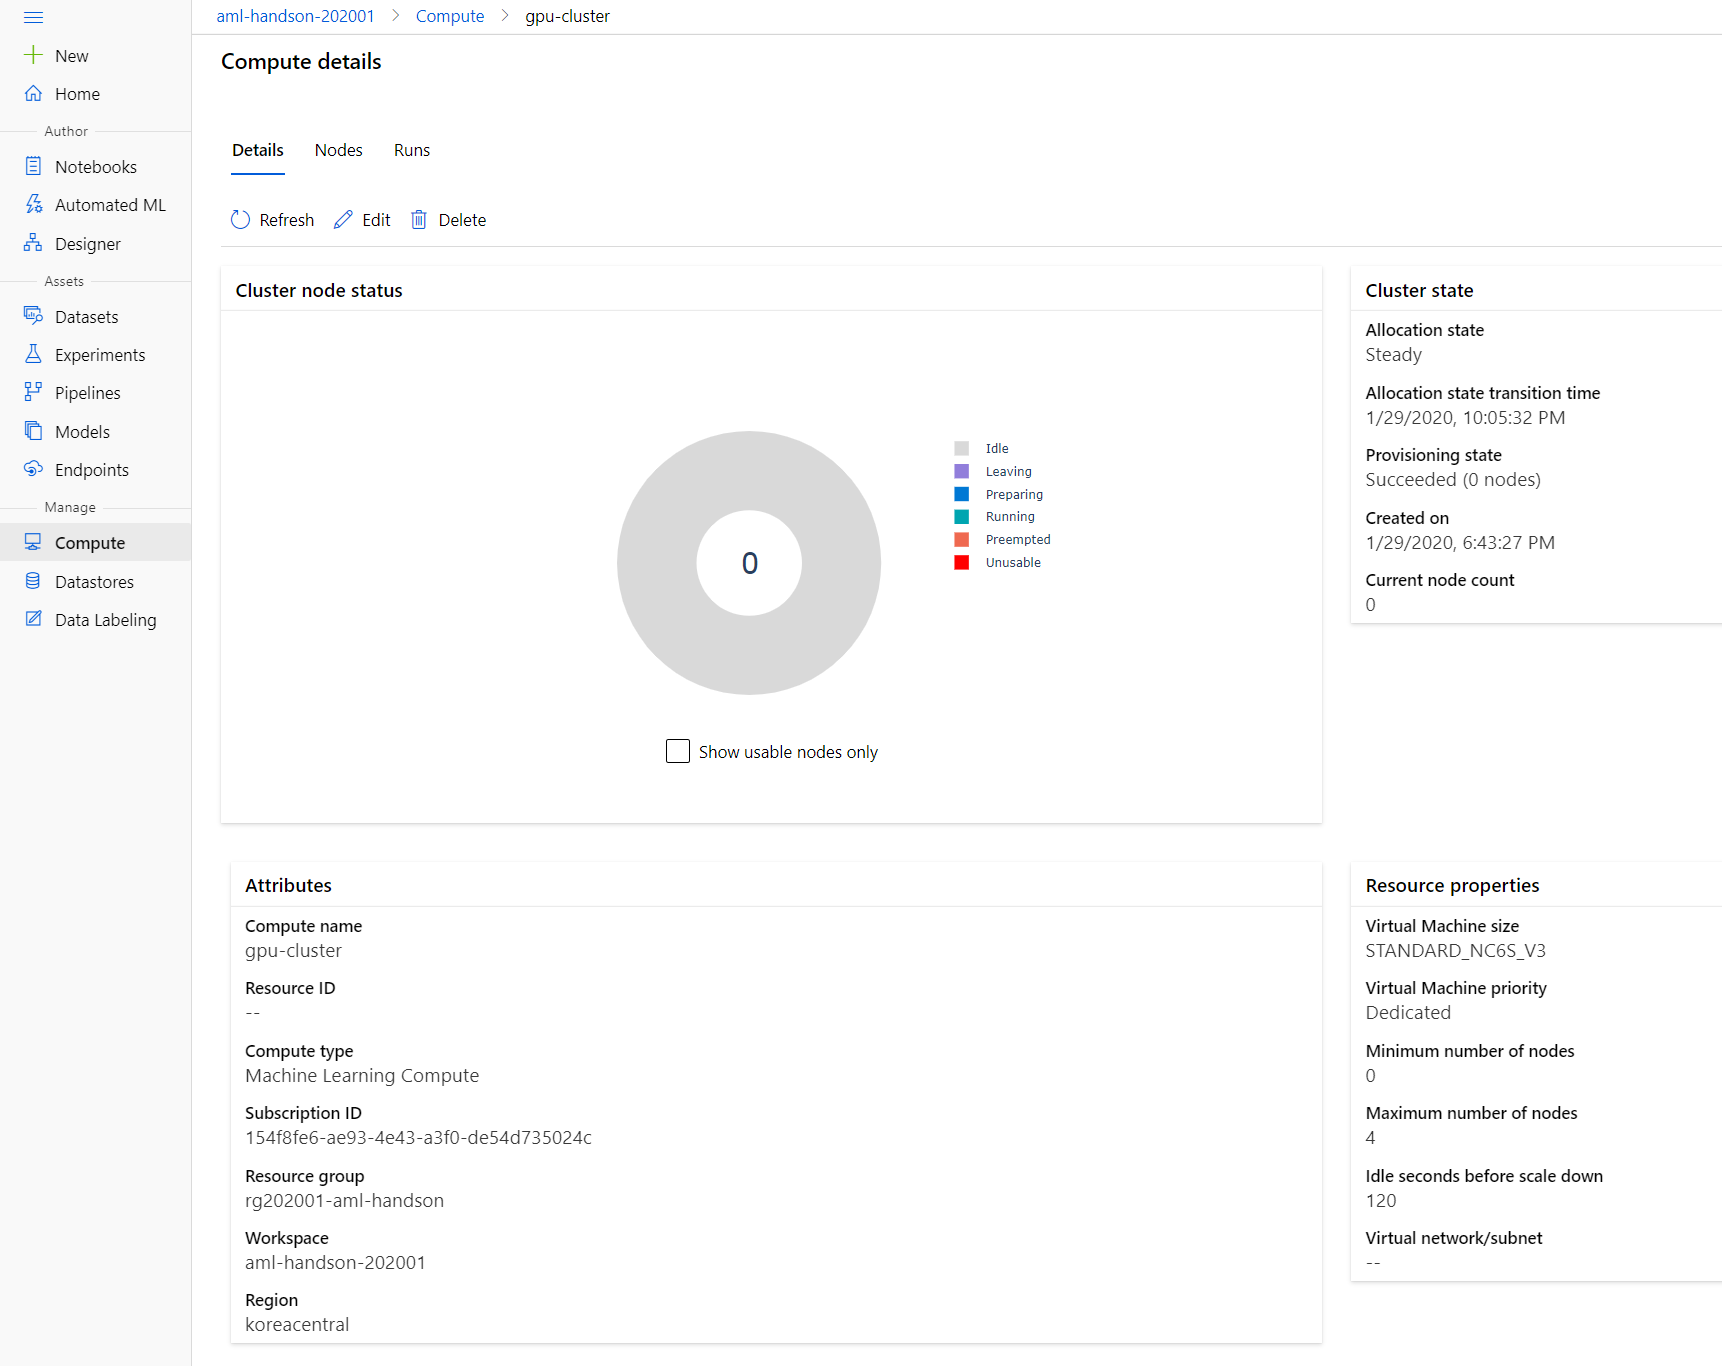 aml-handson-202001 > Compute > gpu-cluster
New
Home
Author
Notebooks
Automated ML
Designer
Assets
Datasets
Experiments
Pipelines
Models
Endpoints
Manage
Compute
Datastores
Data Labeling
Compute details
Details Nodes Runs
Refresh Edit Delete
Cluster node status
0
Idle
Leaving
Preparing
Running
Preempted
Unusable
Show usable nodes only
Cluster state
Allocation state
Steady
Allocation state transition time
1/29/2020, 10:05:32 PM
Provisioning state
Succeeded (0 nodes)
Created on
1/29/2020, 6:43:27 PM
Current node count
0
Attributes
Compute name
gpu-cluster
Resource ID
--
Compute type
Machine Learning Compute
Subscription ID
154f8fe6-ae93-4e43-a3f0-de54d735024c
Resource group
rg202001-aml-handson
Workspace
aml-handson-202001
Region
koreacentral
Resource properties
Virtual Machine size
STANDARD_NC6S_V3
Virtual Machine priority
Dedicated
Minimum number of nodes
0
Maximum number of nodes
4
Idle seconds before scale down
120
Virtual network/subnet
--